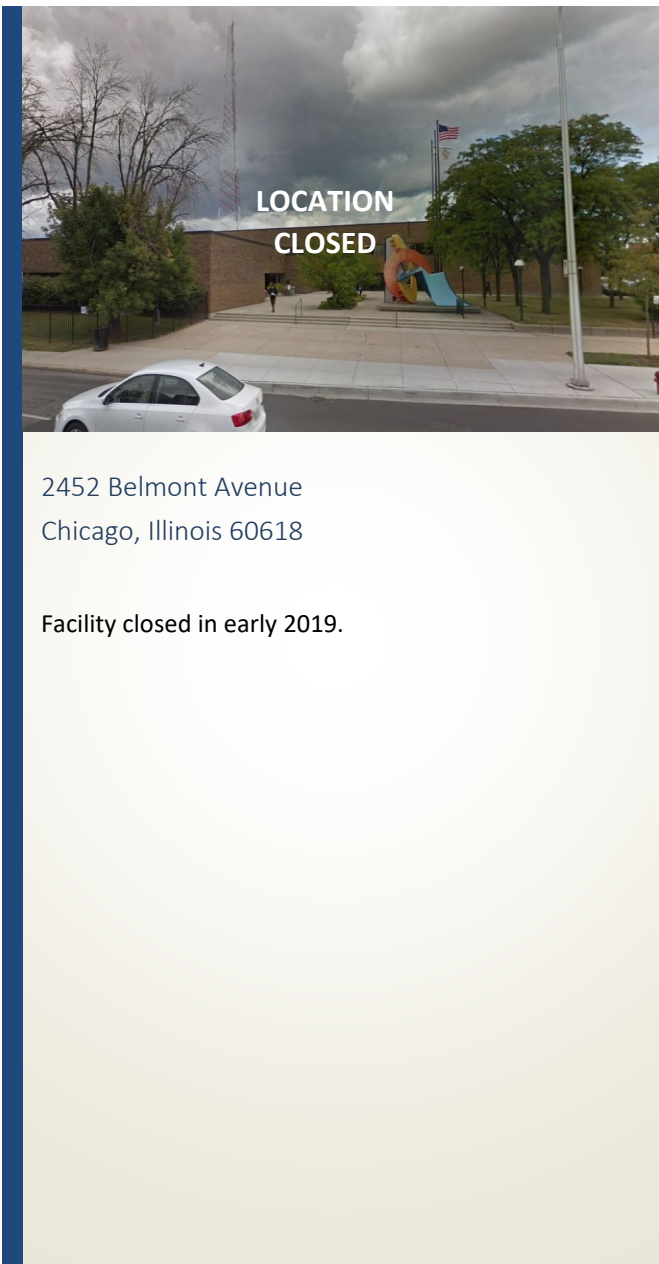 LOCATION
CLOSED
2452 Belmont Avenue
Chicago, Illinois 60618
Facility closed in early 2019.